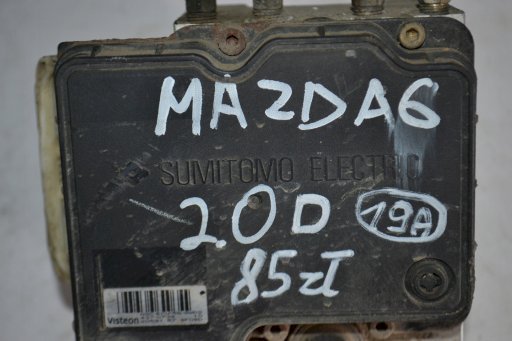 MAZDA6
SUMITOMO ELECTRIC
2.0D 19A
85zł
Visteon